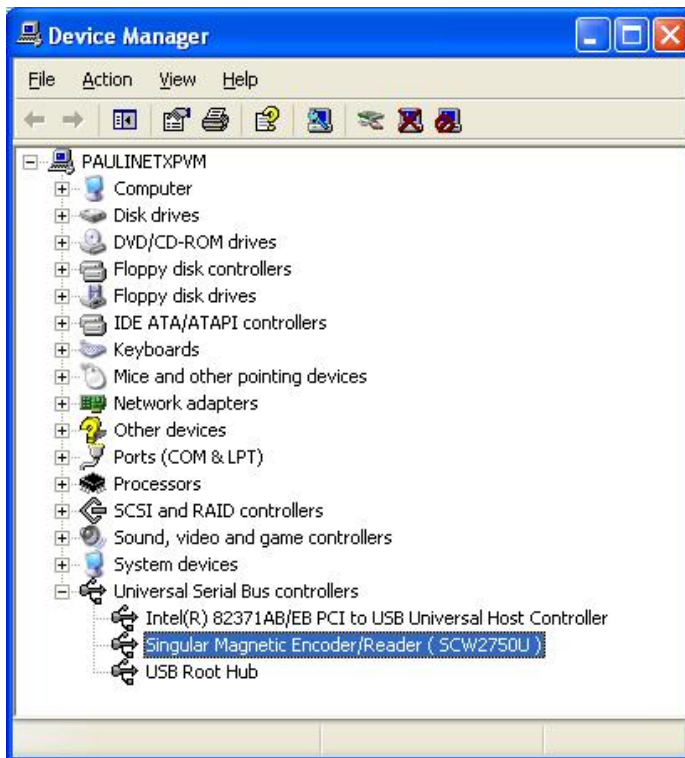 Device Manager
File Action View Help
PAULINETXPVM
Computer
Disk drives
DVD/CD-ROM drives
Floppy disk controllers
Floppy disk drives
IDE ATA/ATAPI controllers
Keyboards
Mice and other pointing devices
Network adapters
Other devices
Ports (COM & LPT)
Processors
SCSI and RAID controllers
Sound, video and game controllers
System devices
Universal Serial Bus controllers
Intel(R) 82371AB/EB PCI to USB Universal Host Controller
Singular Magnetic Encoder/Reader ( SCW2750U )
USB Root Hub